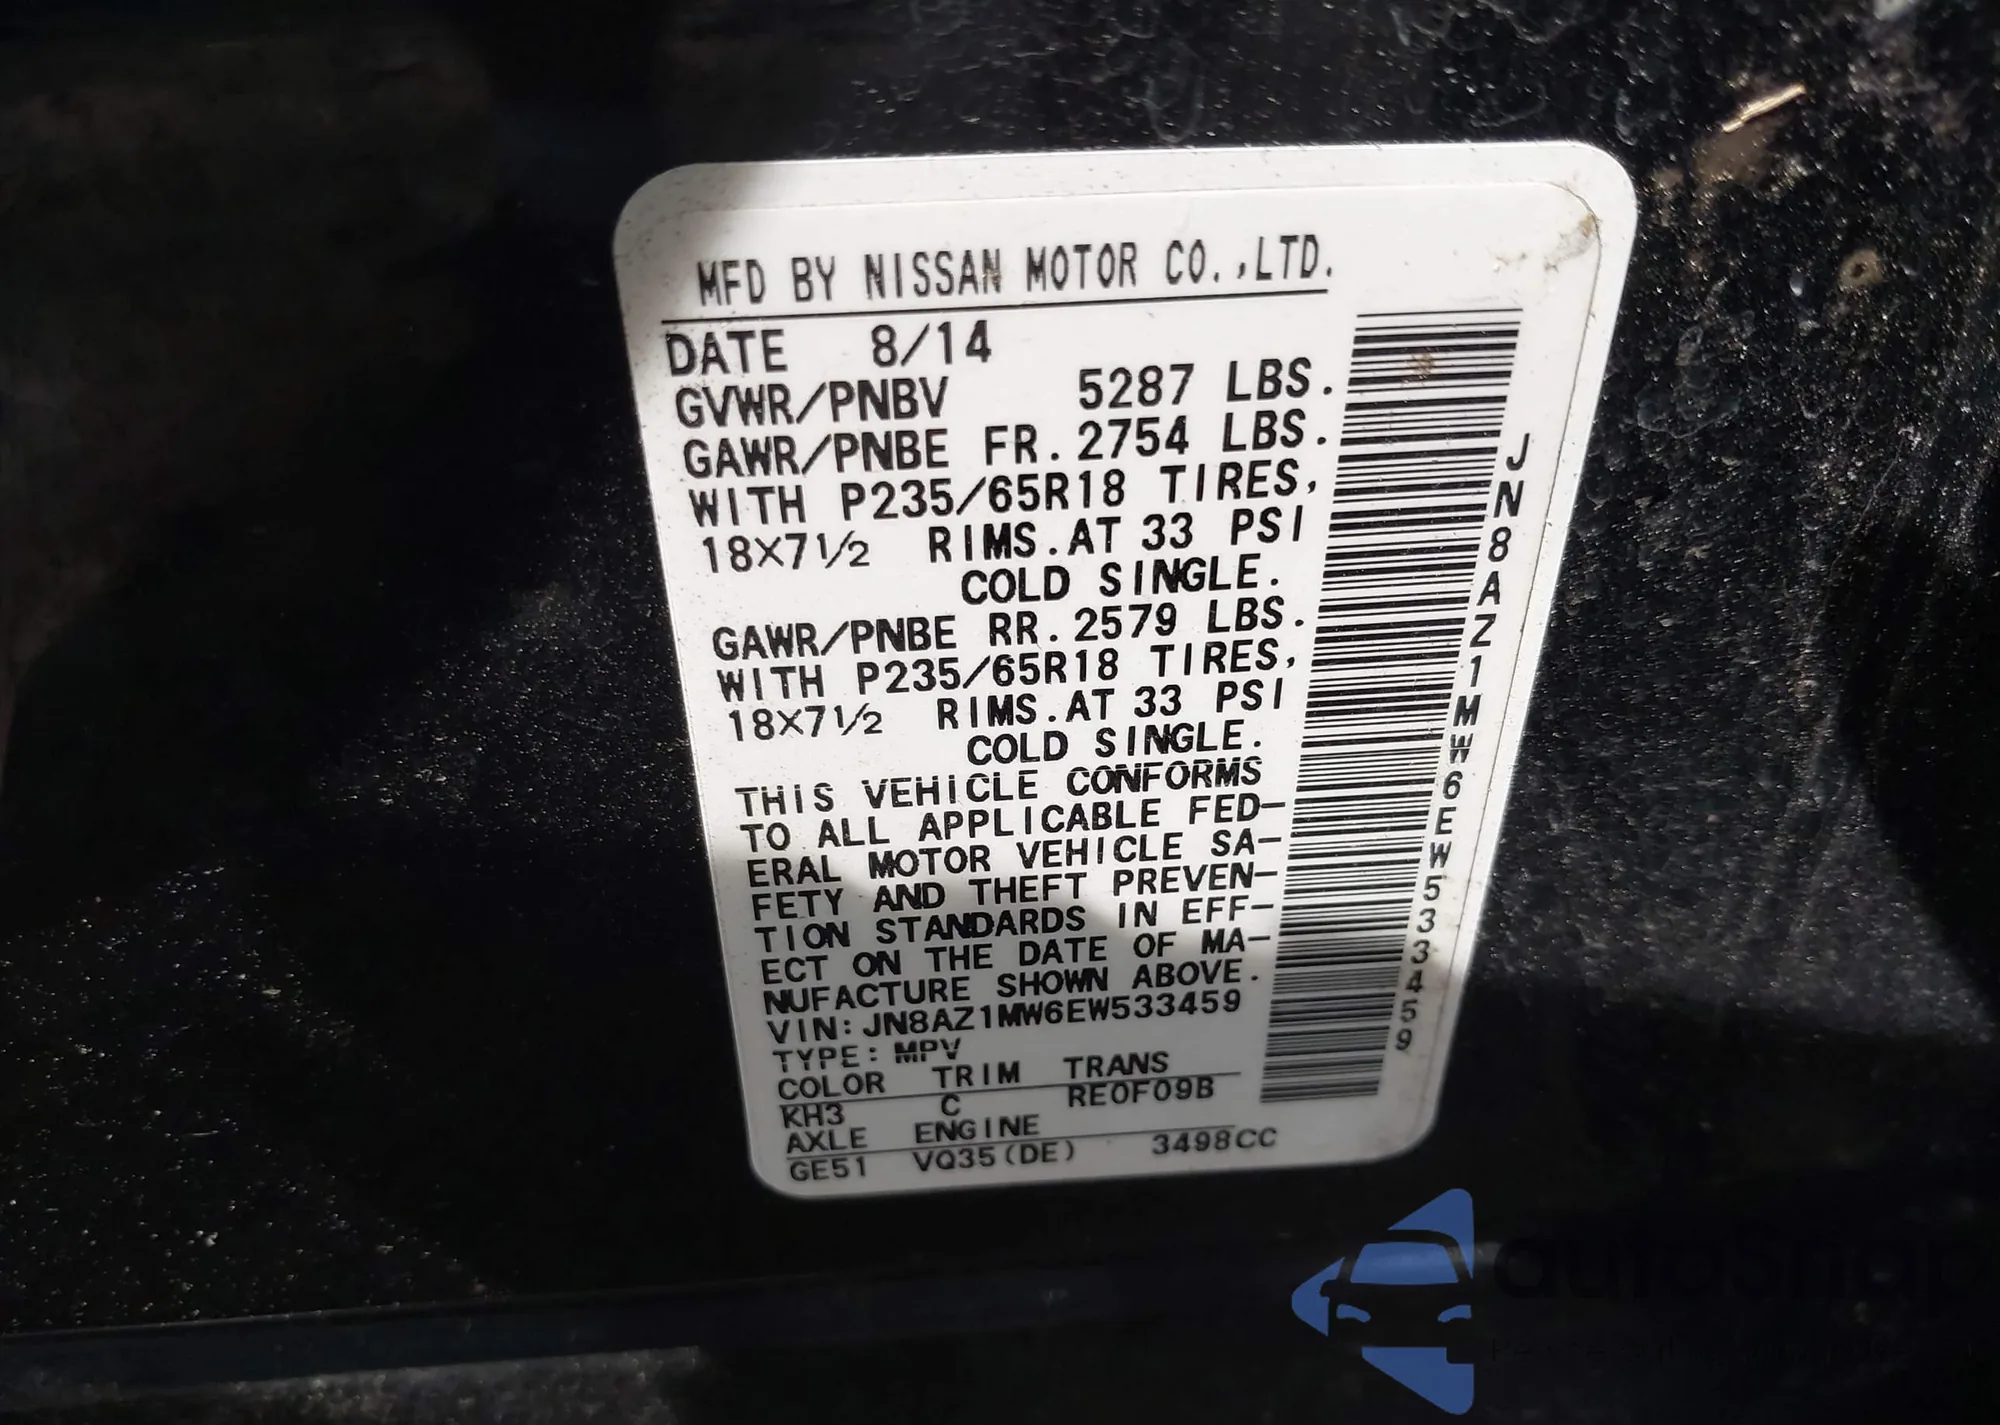 MFD BY NISSAN MOTOR CO.,LTD.
DATE 8/14
GVWR/PNBV 5287 LBS.
GAWR/PNBE FR. 2754 LBS.
WITH P235/65R18 TIRES,
18X7 1/2 RIMS. AT 33 PSI
COLD SINGLE.
GAWR/PNBE RR. 2579 LBS.
WITH P235/65R18 TIRES,
18X7 1/2 RIMS. AT 33 PSI
COLD SINGLE.
THIS VEHICLE CONFORMS
TO ALL APPLICABLE FED-
ERAL MOTOR VEHICLE SA-
FETY AND THEFT PREVEN-
TION STANDARDS IN EFF-
ECT ON THE DATE OF MA-
NUFACTURE SHOWN ABOVE.
VIN: JN8AZ1MW6EW533459
TYPE: MPV
COLOR TRIM TRANS
KH3 C RE0F09B
AXLE ENGINE
GE51 VQ35(DE) 3498CC
JN8AZ1MW6EW533459